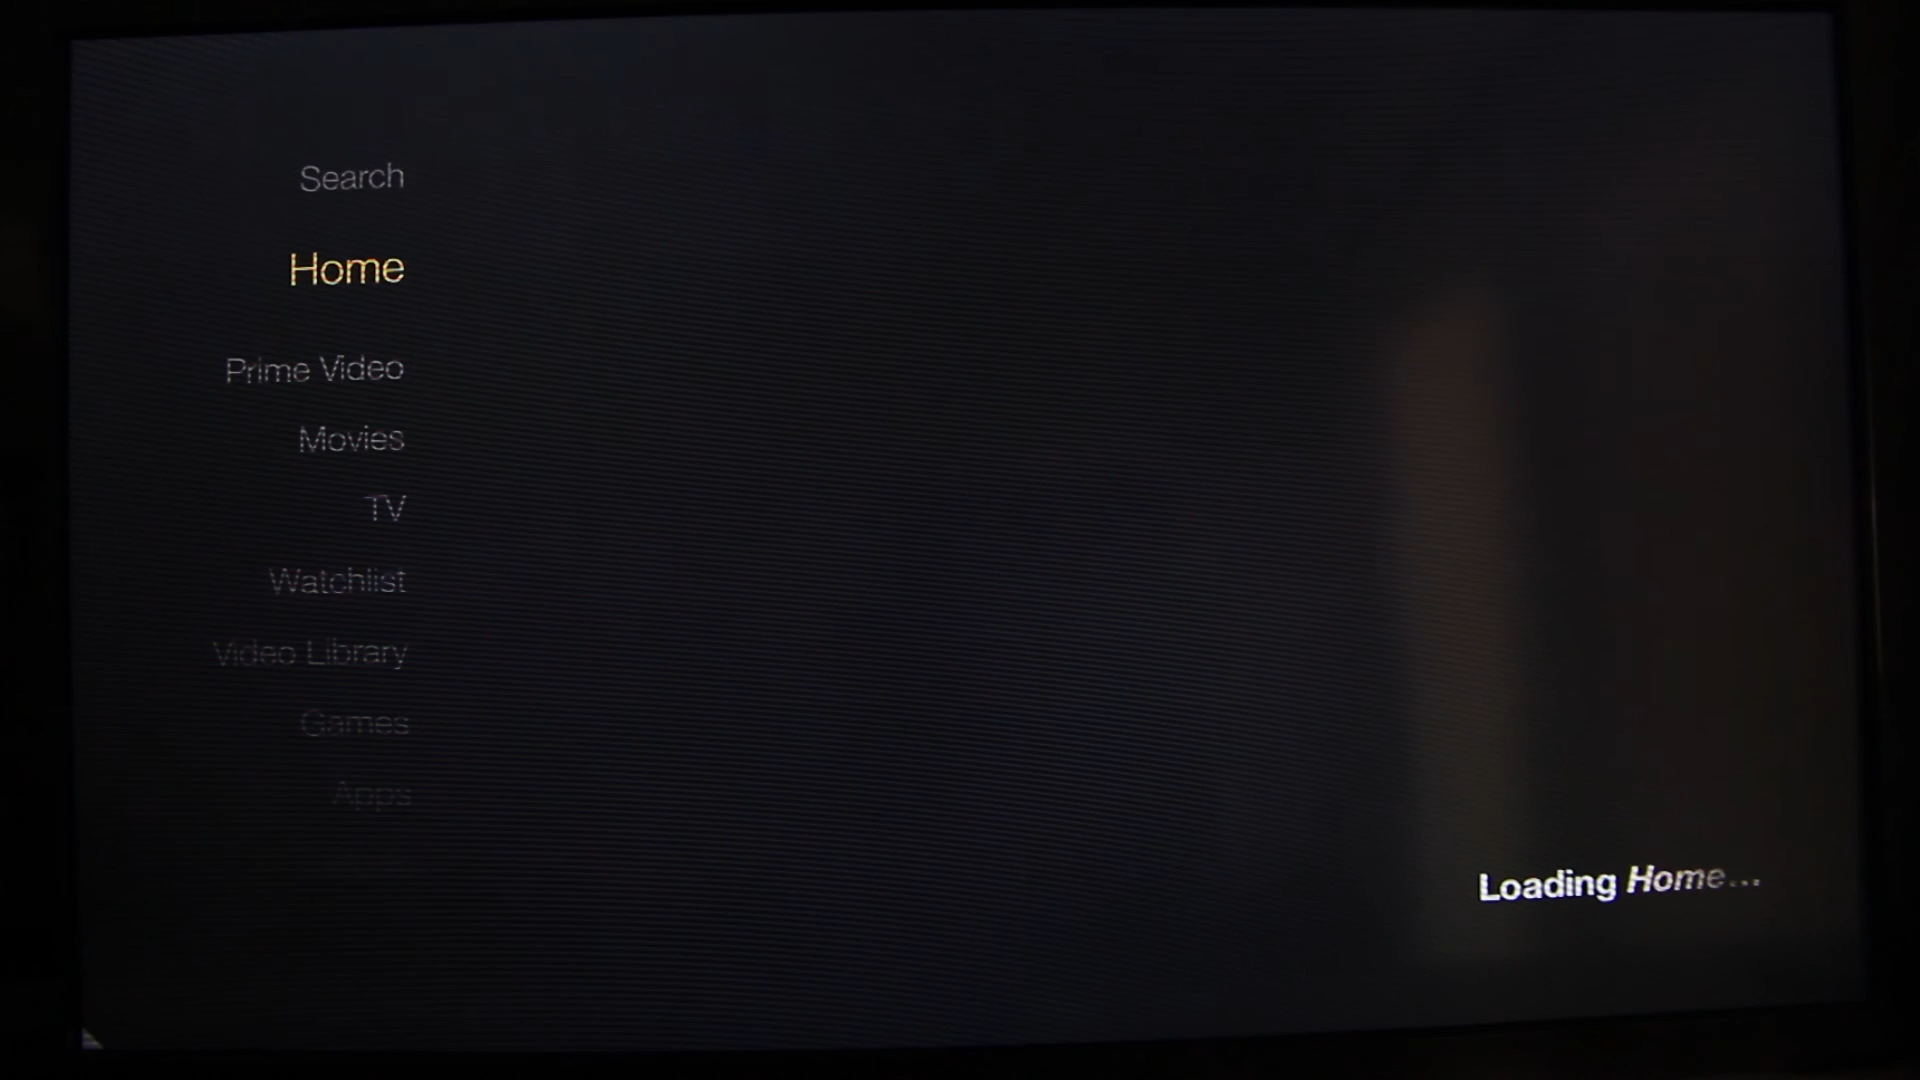 Search
Home
Prime Video
Movies
TV
Watchlist
Video Library
Games
Apps
Loading Home...